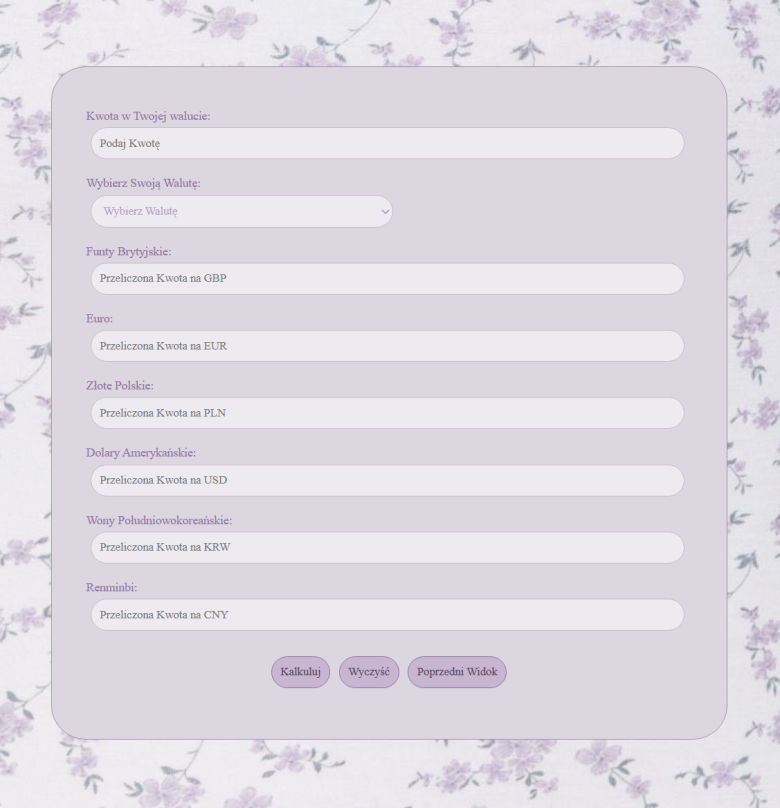 Kwota w Twojej walucie:
Podaj Kwotę
Wybierz Swoją Walutę:
Wybierz Walutę
Funty Brytyjskie:
Przeliczona Kwota na GBP
Euro:
Przeliczona Kwota na EUR
Złote Polskie:
Przeliczona Kwota na PLN
Dolary Amerykańskie:
Przeliczona Kwota na USD
Wony Południowokoreańskie:
Przeliczona Kwota na KRW
Renminbi:
Przeliczona Kwota na CNY
Kalkuluj Wyczyść Poprzedni Widok